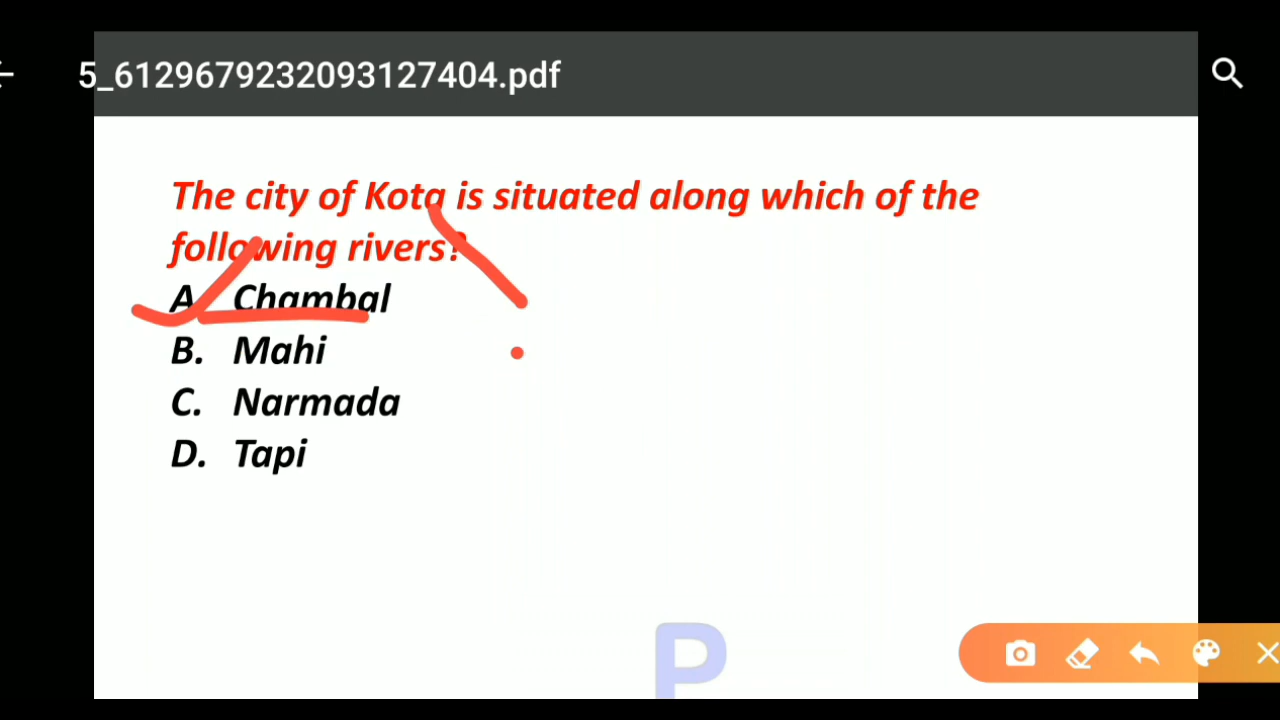 5_6129679232093127404.pdf
The city of Kota is situated along which of the
following rivers?
A. Chambal
B. Mahi
C. Narmada
D. Tapi
P